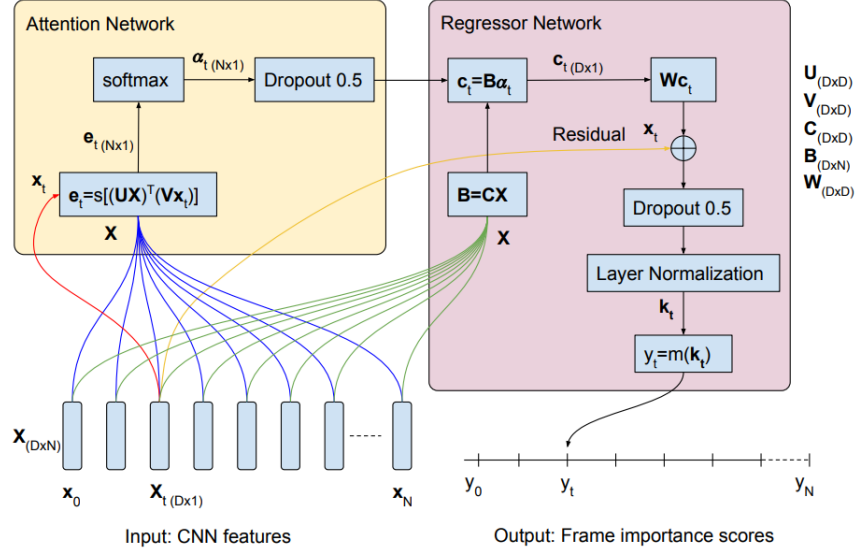 Attention Network
softmax
α_t (Nx1)
Dropout 0.5
e_t (Nx1)
x_t
e_t=s[(UX)^T(Vx_t)]
X
Regressor Network
c_t=Bα_t
c_t (Dx1)
Wc_t
Residual
x_t
B=CX
X
Dropout 0.5
Layer Normalization
k_t
y_t=m(k_t)
U_(DxD)
V_(DxD)
C_(DxD)
B_(DxN)
W_(DxD)
X_(DxN)
x_0
X_t (Dx1)
x_N
y_0
y_t
y_N
Input: CNN features
Output: Frame importance scores